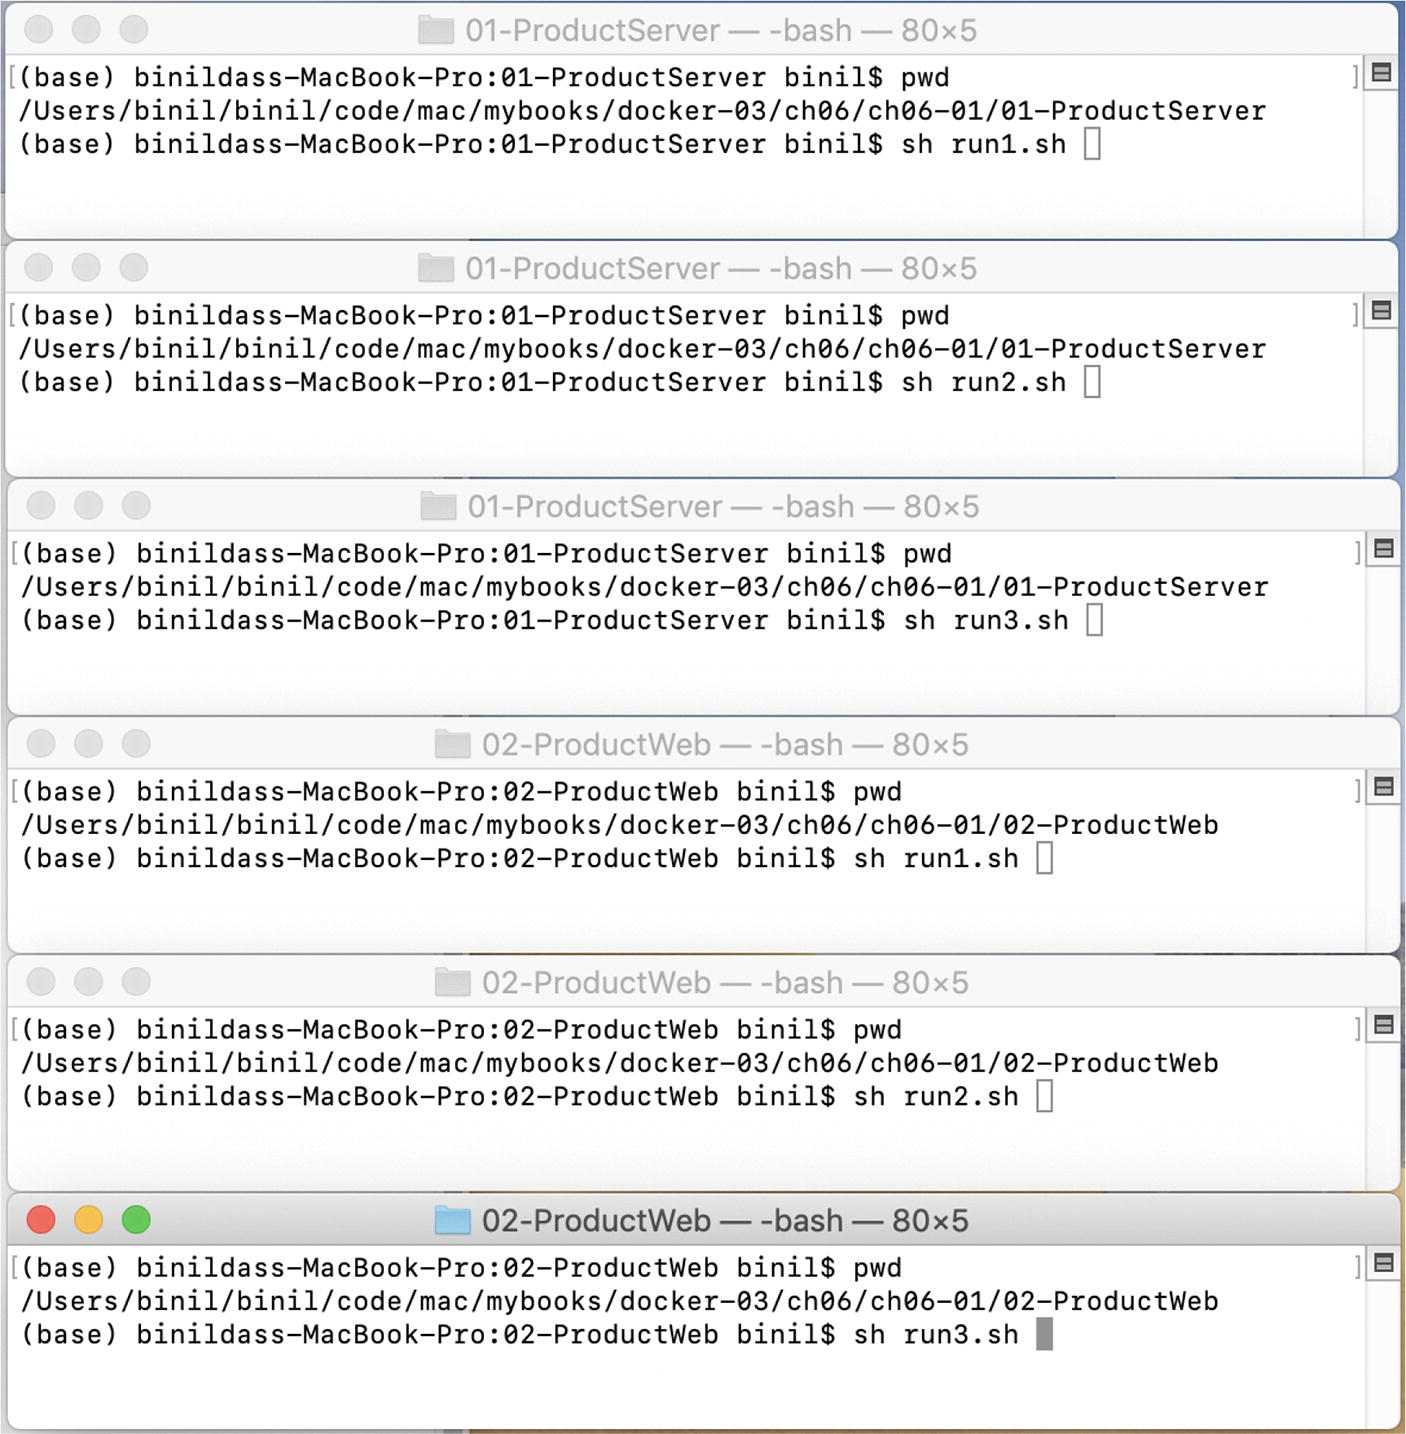 01-ProductServer — -bash — 80×5
[(base) binildass-MacBook-Pro:01-ProductServer binil$ pwd ]
/Users/binil/binil/code/mac/mybooks/docker-03/ch06/ch06-01/01-ProductServer
(base) binildass-MacBook-Pro:01-ProductServer binil$ sh run1.sh
01-ProductServer — -bash — 80×5
[(base) binildass-MacBook-Pro:01-ProductServer binil$ pwd ]
/Users/binil/binil/code/mac/mybooks/docker-03/ch06/ch06-01/01-ProductServer
(base) binildass-MacBook-Pro:01-ProductServer binil$ sh run2.sh
01-ProductServer — -bash — 80×5
[(base) binildass-MacBook-Pro:01-ProductServer binil$ pwd ]
/Users/binil/binil/code/mac/mybooks/docker-03/ch06/ch06-01/01-ProductServer
(base) binildass-MacBook-Pro:01-ProductServer binil$ sh run3.sh
02-ProductWeb — -bash — 80×5
[(base) binildass-MacBook-Pro:02-ProductWeb binil$ pwd ]
/Users/binil/binil/code/mac/mybooks/docker-03/ch06/ch06-01/02-ProductWeb
(base) binildass-MacBook-Pro:02-ProductWeb binil$ sh run1.sh
02-ProductWeb — -bash — 80×5
[(base) binildass-MacBook-Pro:02-ProductWeb binil$ pwd ]
/Users/binil/binil/code/mac/mybooks/docker-03/ch06/ch06-01/02-ProductWeb
(base) binildass-MacBook-Pro:02-ProductWeb binil$ sh run2.sh
02-ProductWeb — -bash — 80×5
[(base) binildass-MacBook-Pro:02-ProductWeb binil$ pwd ]
/Users/binil/binil/code/mac/mybooks/docker-03/ch06/ch06-01/02-ProductWeb
(base) binildass-MacBook-Pro:02-ProductWeb binil$ sh run3.sh